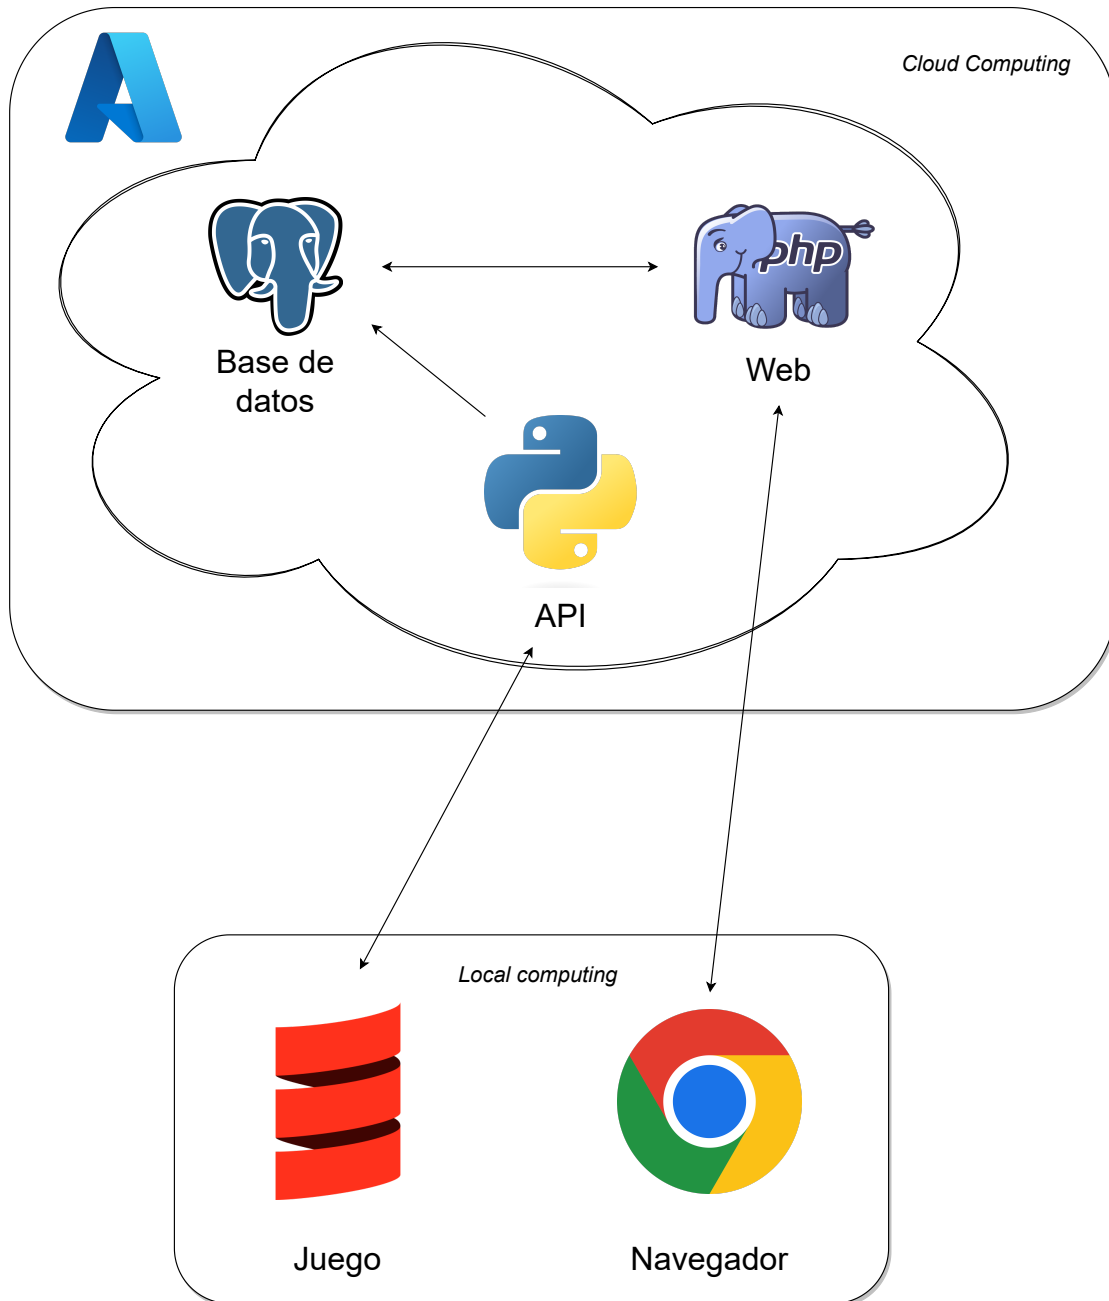 Cloud Computing
php
Base de
datos
Web
API
Local computing
Juego
Navegador